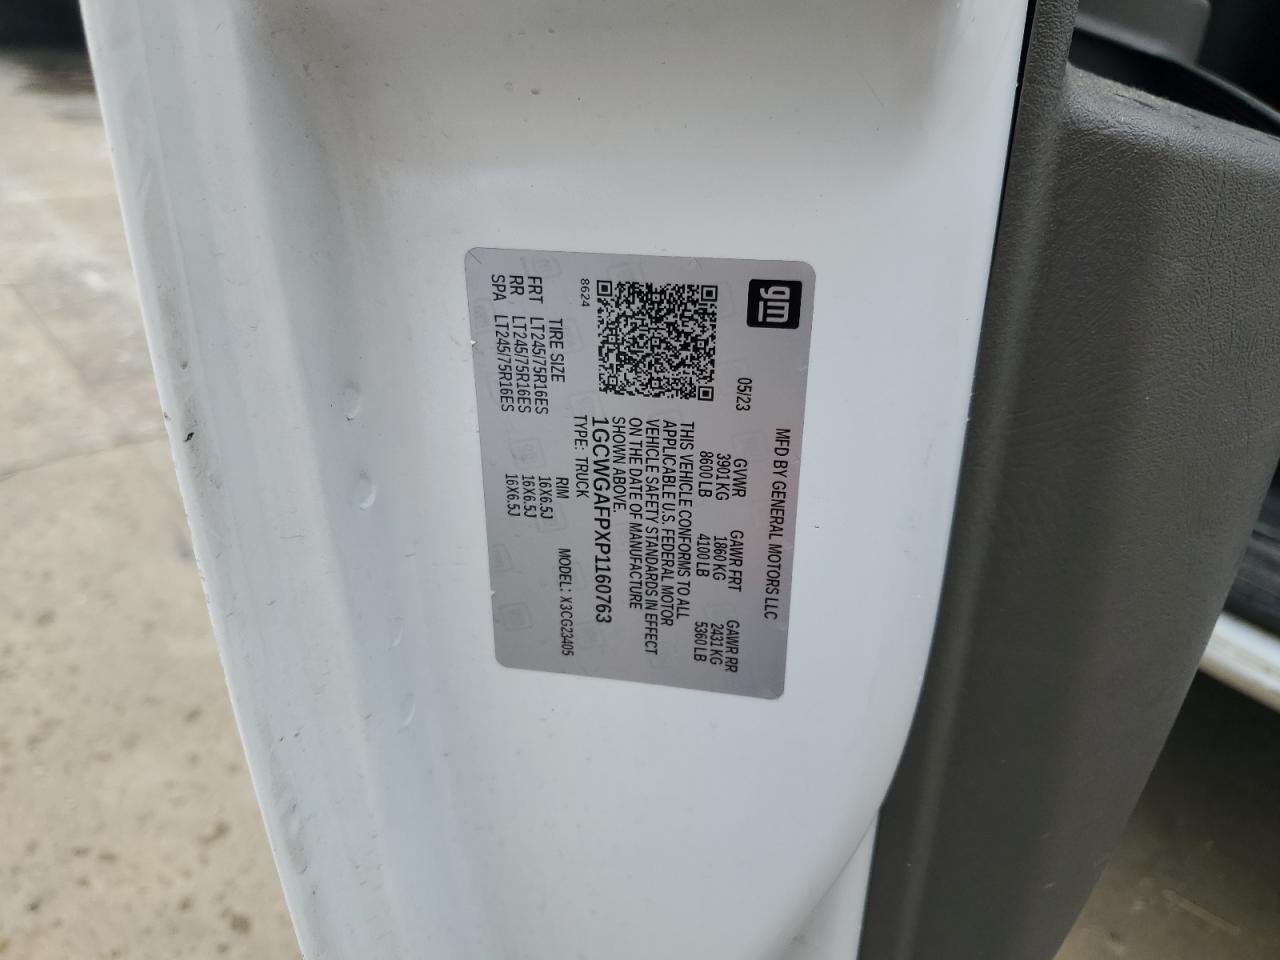 gm
MFD BY GENERAL MOTORS LLC
05/23
GVWR GAWR FRT GAWR RR
3901 KG 1860 KG 2431 KG
8600 LB 4100 LB 5360 LB
THIS VEHICLE CONFORMS TO ALL
APPLICABLE U.S. FEDERAL MOTOR
VEHICLE SAFETY STANDARDS IN EFFECT
ON THE DATE OF MANUFACTURE
SHOWN ABOVE.
1GCWGAFPXP1160763
8624
TYPE: TRUCK MODEL: X3CG23405
TIRE SIZE RIM
FRT LT245/75R16ES 16X6.5J
RR LT245/75R16ES 16X6.5J
SPA LT245/75R16ES 16X6.5J